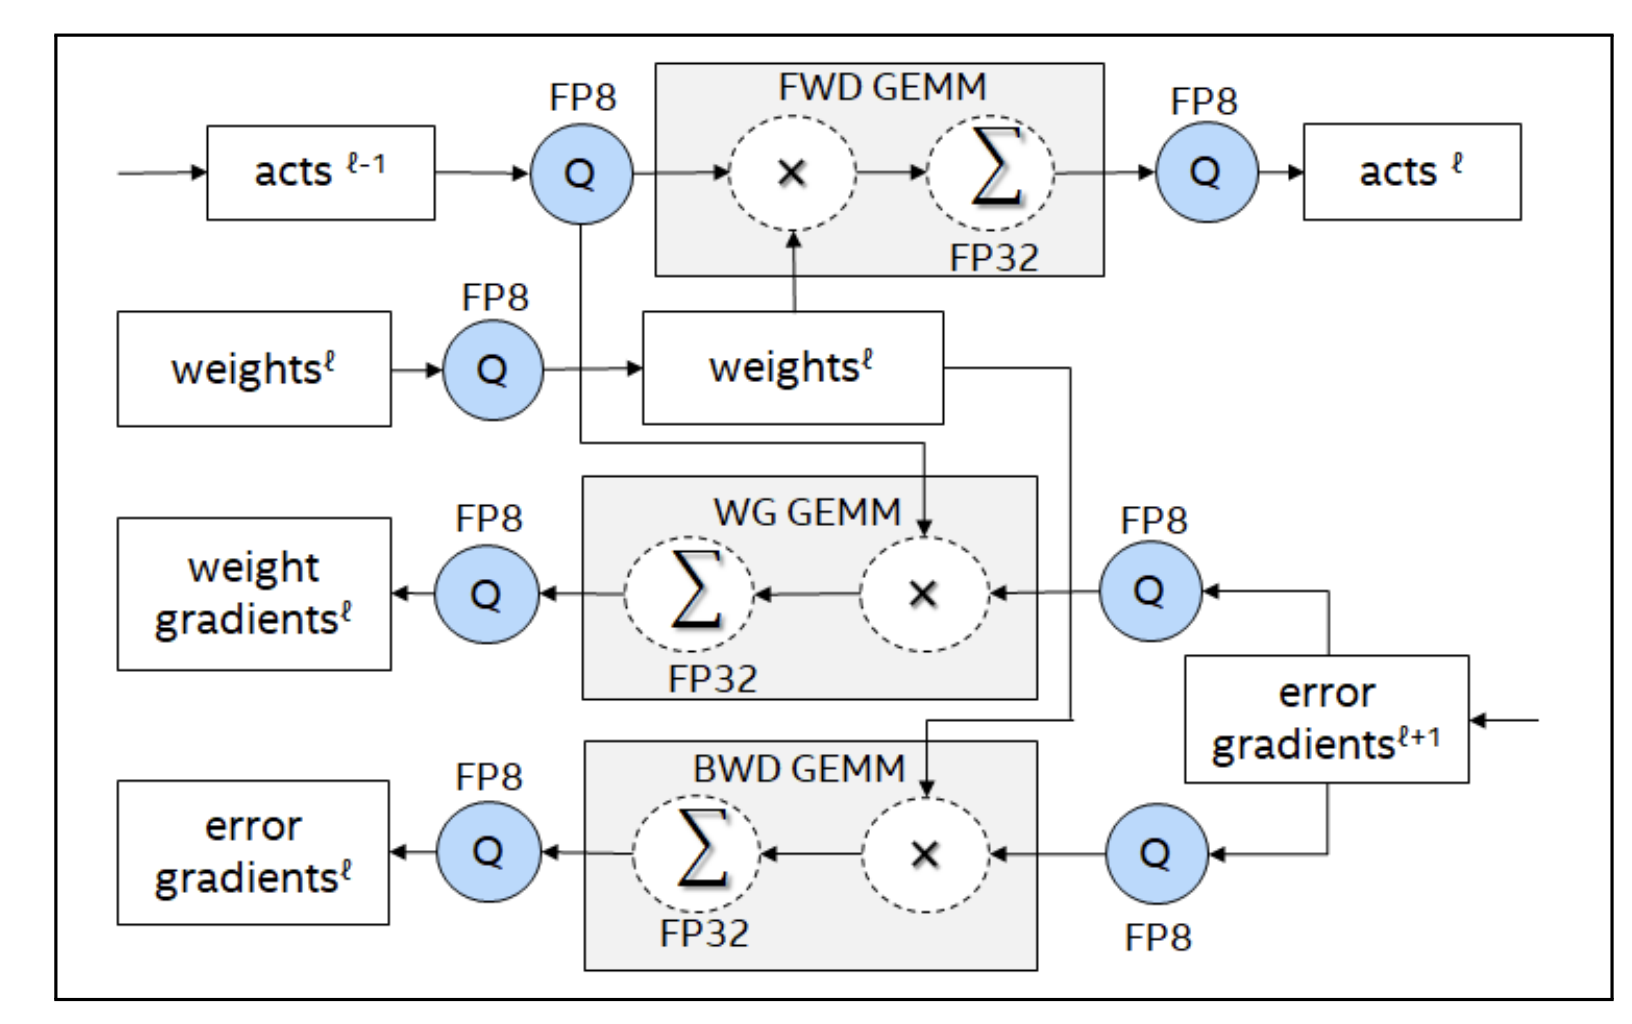 FP8
FWD GEMM
FP8
acts ℓ-1
Q
×
∑
Q
acts ℓ
FP32
FP8
weightsℓ
Q
weightsℓ
WG GEMM
FP8
FP8
weight
gradientsℓ
Q
∑
×
Q
FP32
error
gradientsℓ+1
BWD GEMM
FP8
error
gradientsℓ
Q
∑
×
Q
FP32
FP8